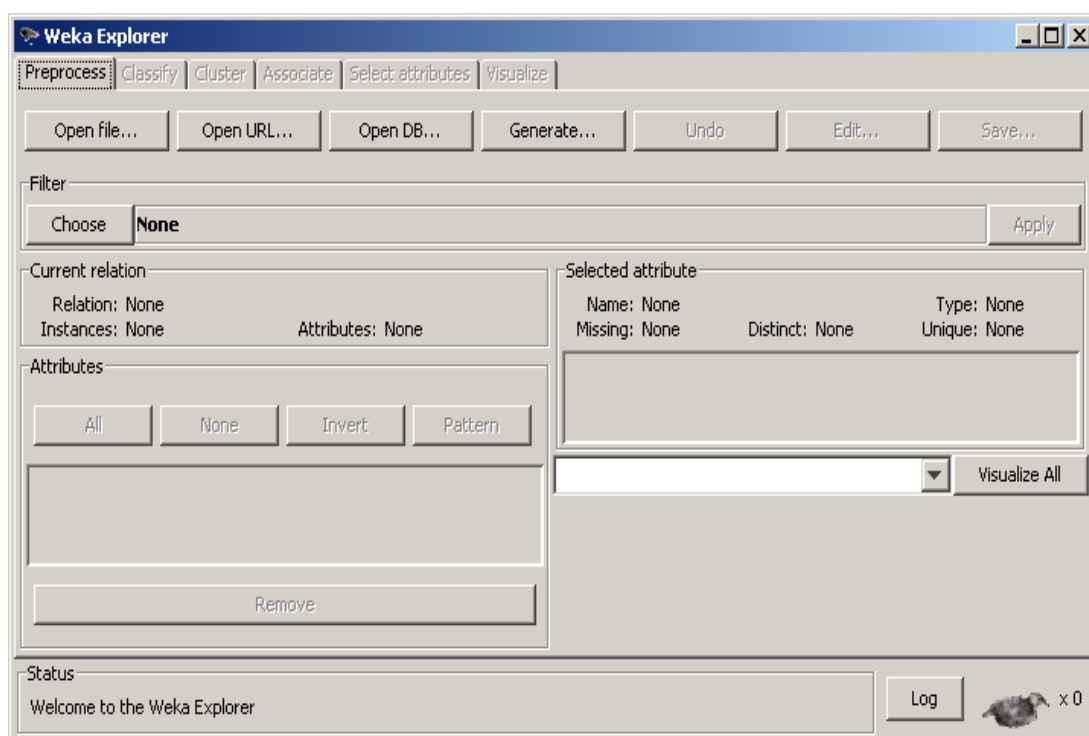 Weka Explorer
Preprocess Classify Cluster Associate Select attributes Visualize
Open file... Open URL... Open DB... Generate... Undo Edit... Save...
Filter
Choose None Apply
Current relation
Relation: None
Instances: None Attributes: None
Selected attribute
Name: None Type: None
Missing: None Distinct: None Unique: None
Attributes
All None Invert Pattern
Visualize All
Remove
Status
Welcome to the Weka Explorer
Log x 0